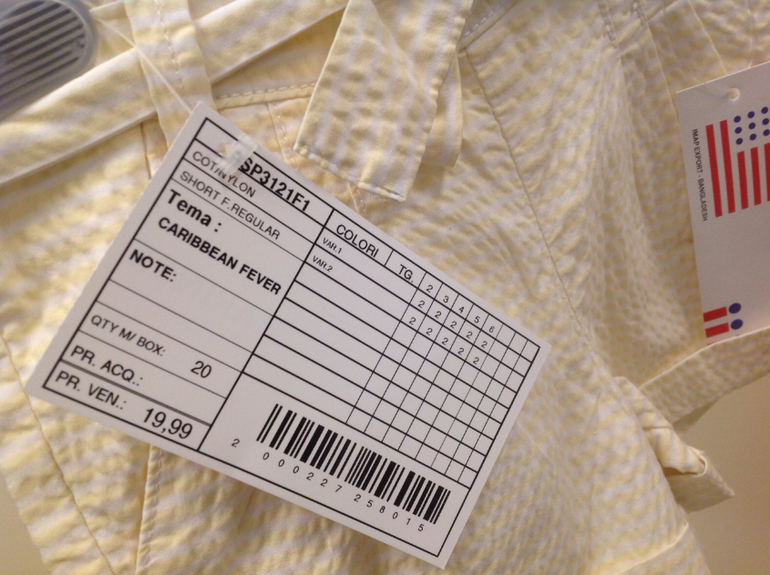 SP3121F1
COT/NYLON
SHORT F.REGULAR
Tema :
CARIBBEAN FEVER
NOTE:
QTY M/ BOX: 20
PR. ACQ.:
PR. VEN.: 19,99
COLORI TG. 2 3 4 5 6
VAR.1 2 2 2 2 2
VAR.2 2 2 2 2 2
2 000227 258015
IMAP EXPORT - BANGLADESH